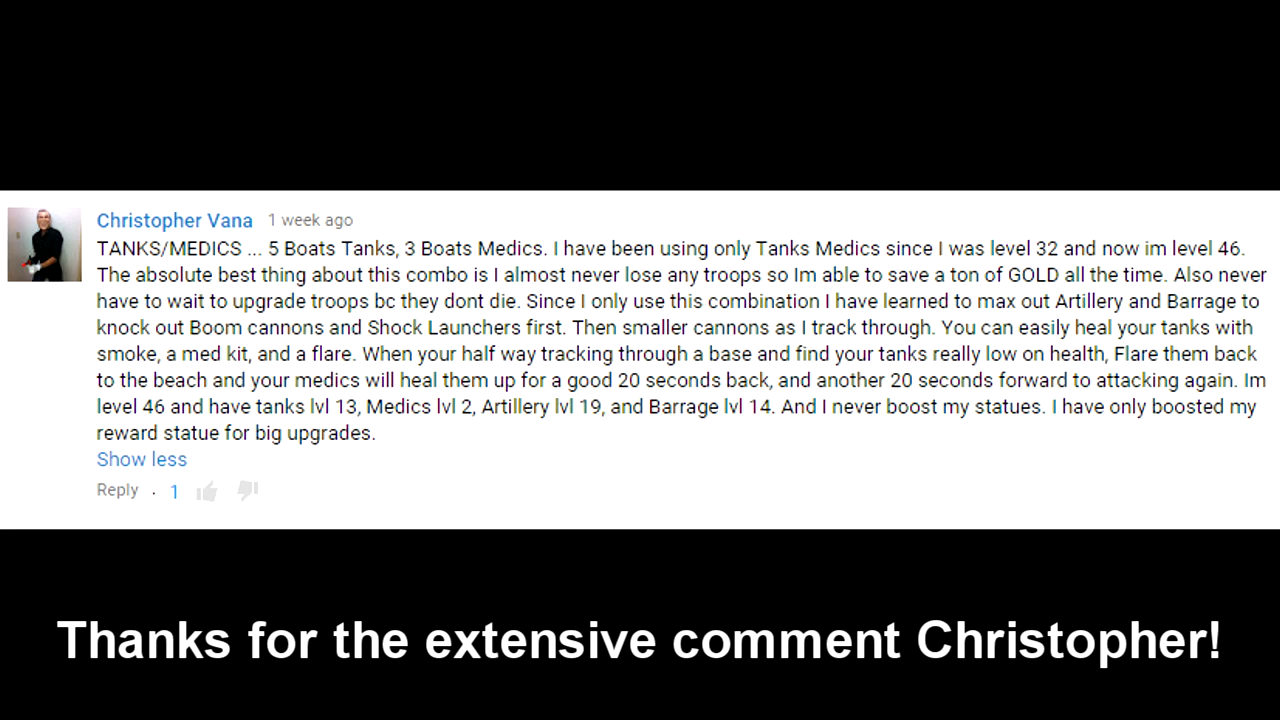 Christopher Vana 1 week ago
TANKS/MEDICS ... 5 Boats Tanks, 3 Boats Medics. I have been using only Tanks Medics since I was level 32 and now im level 46.
The absolute best thing about this combo is I almost never lose any troops so Im able to save a ton of GOLD all the time. Also never
have to wait to upgrade troops bc they dont die. Since I only use this combination I have learned to max out Artillery and Barrage to
knock out Boom cannons and Shock Launchers first. Then smaller cannons as I track through. You can easily heal your tanks with
smoke, a med kit, and a flare. When your half way tracking through a base and find your tanks really low on health, Flare them back
to the beach and your medics will heal them up for a good 20 seconds back, and another 20 seconds forward to attacking again. Im
level 46 and have tanks lvl 13, Medics lvl 2, Artillery lvl 19, and Barrage lvl 14. And I never boost my statues. I have only boosted my
reward statue for big upgrades.
Show less
Reply . 1
Thanks for the extensive comment Christopher!